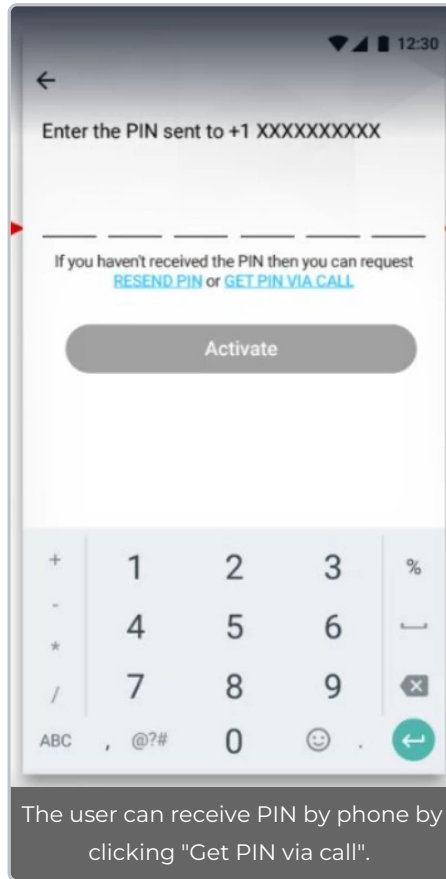 12:30
Enter the PIN sent to +1 XXXXXXXXXX
If you haven't received the PIN then you can request
RESEND PIN or GET PIN VIA CALL
Activate
+ 1 2 3 %
- 4 5 6
*
/ 7 8 9
ABC , @?# 0 .
The user can receive PIN by phone by
clicking "Get PIN via call".